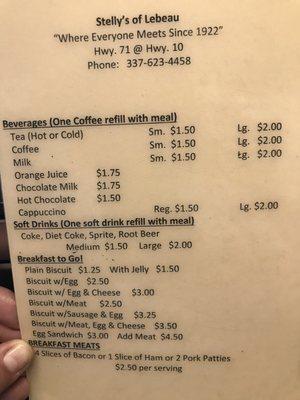 Stelly's of Lebeau
"Where Everyone Meets Since 1922"
Hwy. 71 @ Hwy. 10
Phone: 337-623-4458
Beverages (One Coffee refill with meal)
Tea (Hot or Cold) Sm. $1.50 Lg. $2.00
Coffee Sm. $1.50 Lg. $2.00
Milk Sm. $1.50 Lg. $2.00
Orange Juice $1.75
Chocolate Milk $1.75
Hot Chocolate $1.50
Cappuccino Reg. $1.50 Lg. $2.00
Soft Drinks (One soft drink refill with meal)
Coke, Diet Coke, Sprite, Root Beer
Medium $1.50 Large $2.00
Breakfast to Go!
Plain Biscuit $1.25 With Jelly $1.50
Biscuit w/Egg $2.50
Biscuit w/ Egg & Cheese $3.00
Biscuit w/Meat $2.50
Biscuit w/Sausage & Egg $3.25
Biscuit w/Meat, Egg & Cheese $3.50
Egg Sandwich $3.00 Add Meat $4.50
BREAKFAST MEATS
4 Slices of Bacon or 1 Slice of Ham or 2 Pork Patties
$2.50 per serving